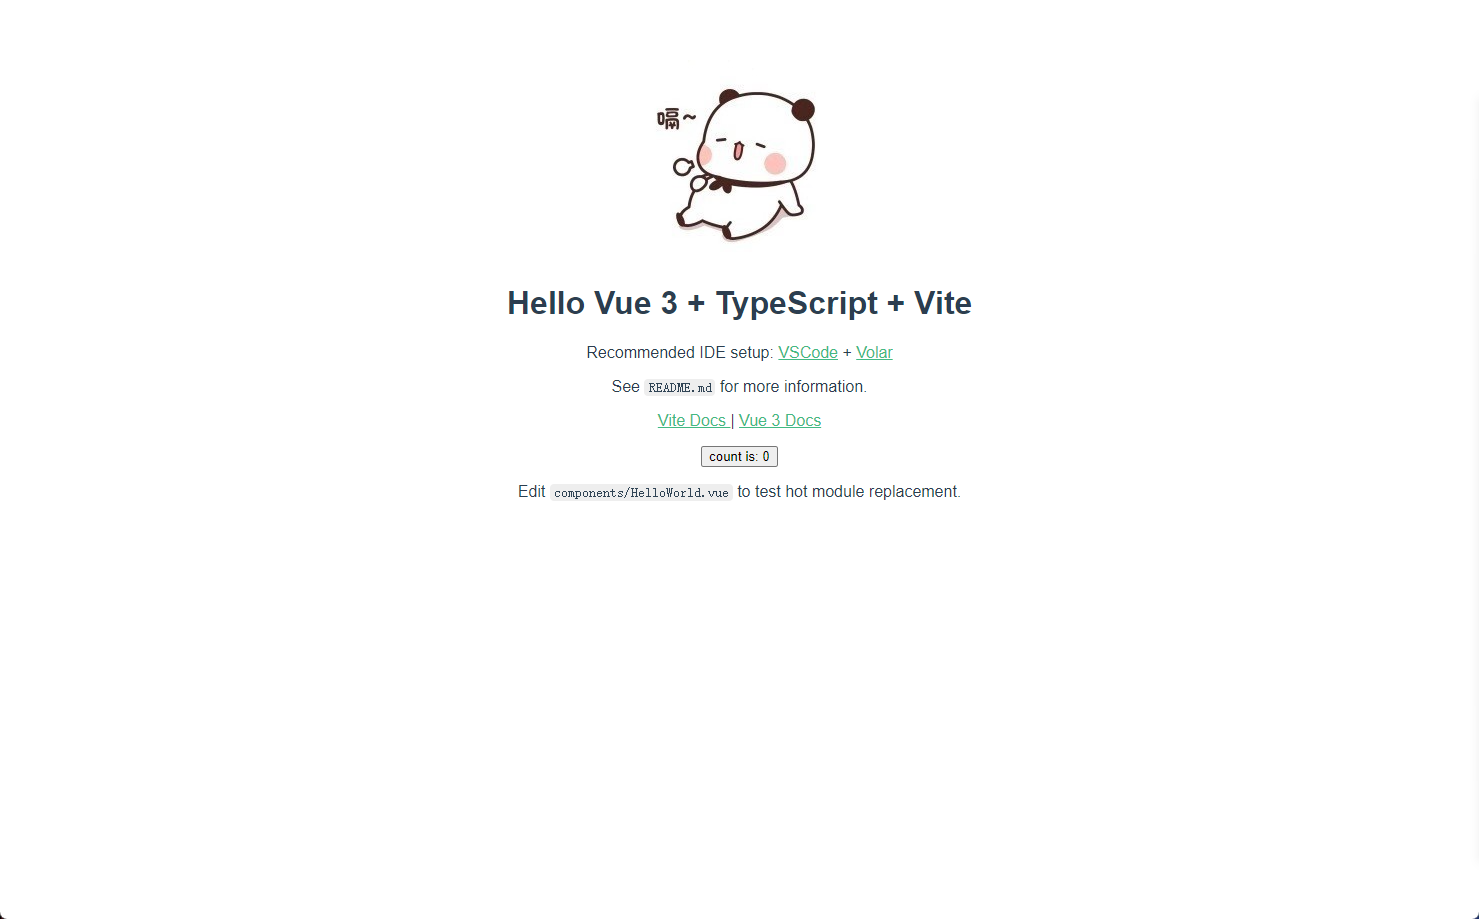 嗝~
Hello Vue 3 + TypeScript + Vite
Recommended IDE setup: VSCode + Volar
See README.md for more information.
Vite Docs | Vue 3 Docs
count is: 0
Edit components/HelloWorld.vue to test hot module replacement.